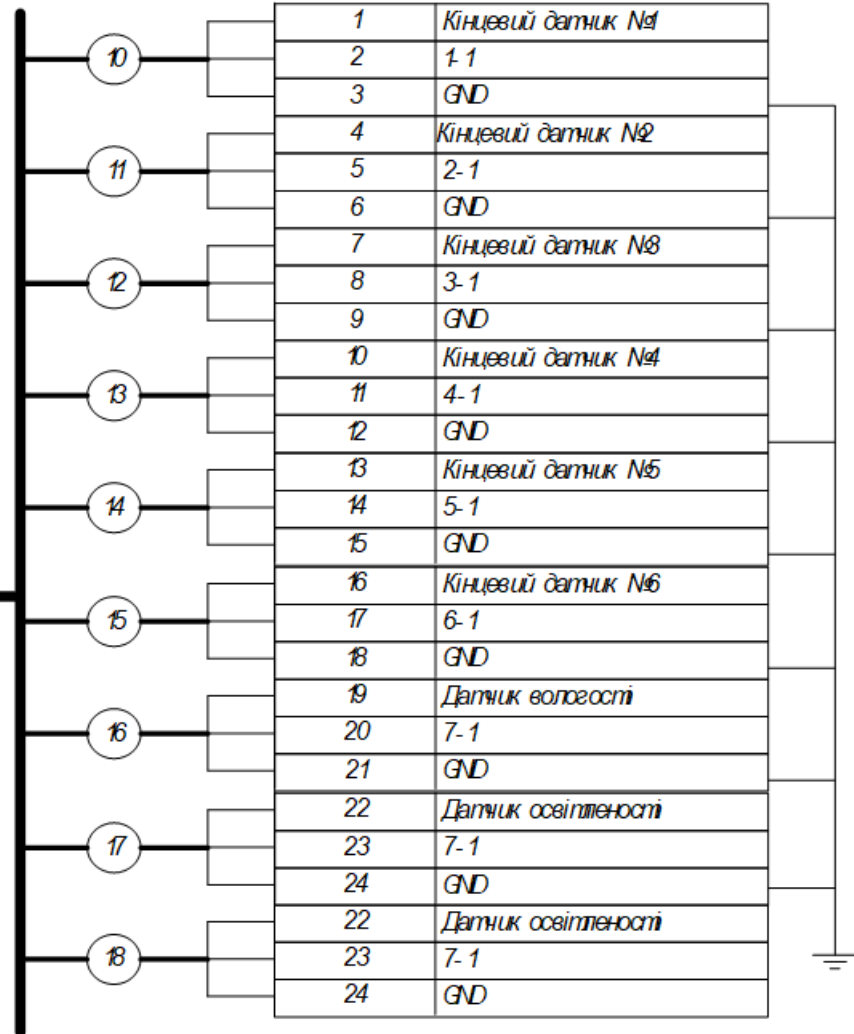 1 Кінцевий датчик №1
10 2 1-1
3 GND
4 Кінцевий датчик №2
11 5 2-1
6 GND
7 Кінцевий датчик №3
12 8 3-1
9 GND
10 Кінцевий датчик №4
13 11 4-1
12 GND
13 Кінцевий датчик №5
14 14 5-1
15 GND
16 Кінцевий датчик №6
15 17 6-1
18 GND
19 Датчик вологості
16 20 7-1
21 GND
22 Датчик освітленості
17 23 7-1
24 GND
22 Датчик освітленості
18 23 7-1
24 GND